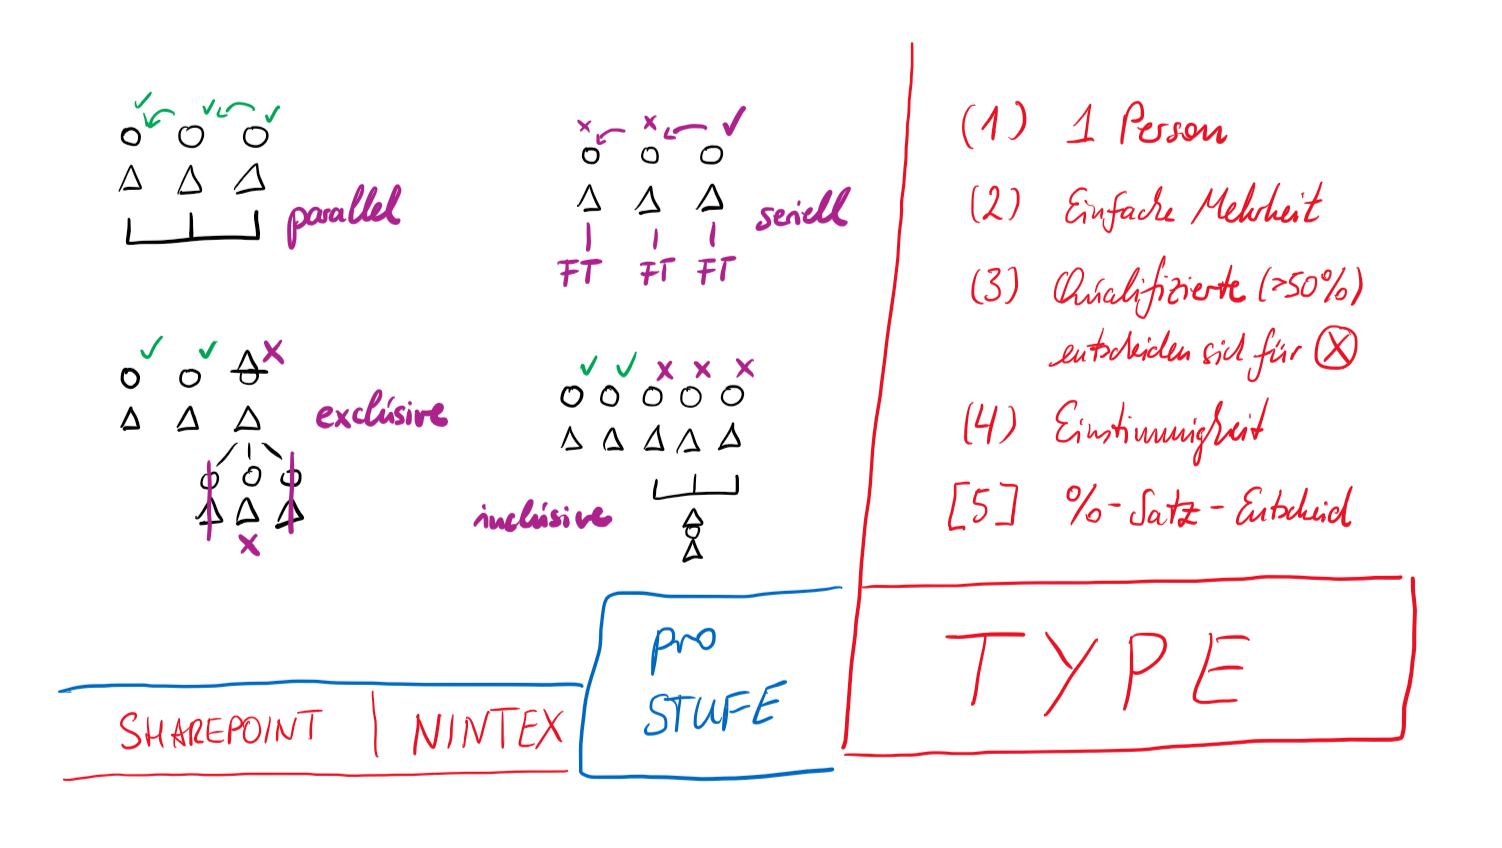 parallel
seriell
FT FT FT
exclusive
inclusive
SHAREPOINT | NINTEX
pro
STUFE
(1) 1 Person
(2) Einfache Mehrheit
(3) Qualifizierte (>50%)
entscheiden sich für ⓧ
(4) Einstimmigkeit
[5] %-Satz-Entscheid
TYPE